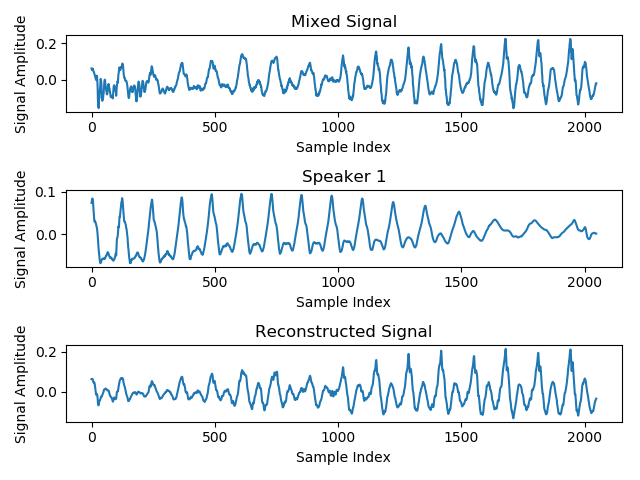 Mixed Signal
Signal Amplitude
0.2
0.0
0 500 1000 1500 2000
Sample Index
Speaker 1
Signal Amplitude
0.1
0.0
0 500 1000 1500 2000
Sample Index
Reconstructed Signal
Signal Amplitude
0.2
0.0
0 500 1000 1500 2000
Sample Index